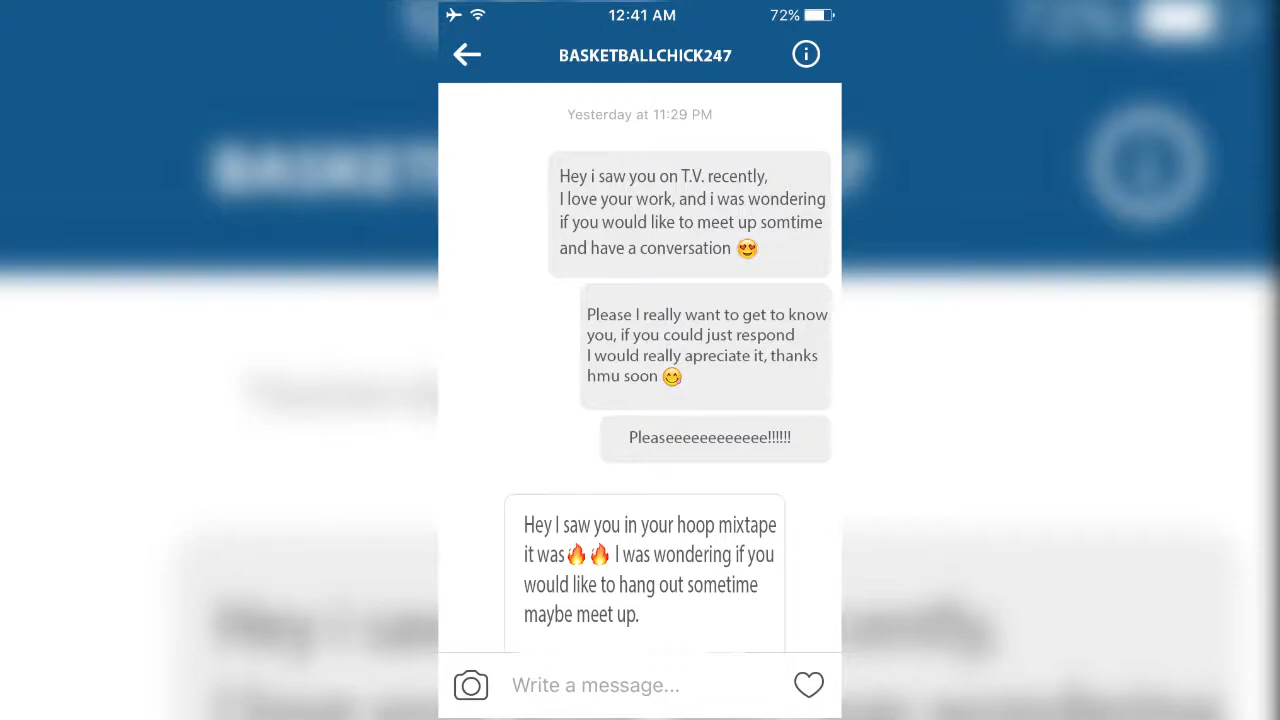 12:41 AM 72%
BASKETBALLCHICK247
Yesterday at 11:29 PM
Hey i saw you on T.V. recently,
I love your work, and i was wondering
if you would like to meet up somtime
and have a conversation 😍
Please I really want to get to know
you, if you could just respond
I would really apreciate it, thanks
hmu soon 😋
Pleaseeeeeeeeeeee!!!!!!
Hey I saw you in your hoop mixtape
it was🔥🔥 I was wondering if you
would like to hang out sometime
maybe meet up.
Write a message...